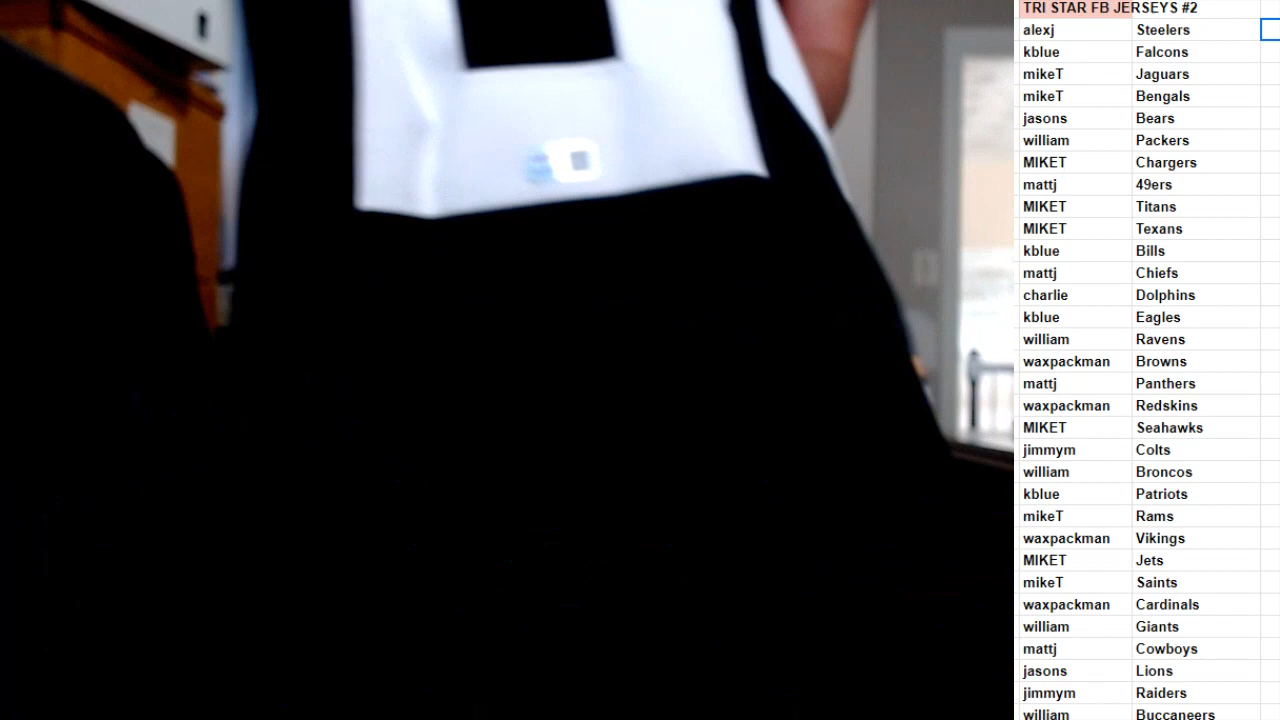 TRI STAR FB JERSEYS #2
alexj Steelers
kblue Falcons
mikeT Jaguars
mikeT Bengals
jasons Bears
william Packers
MIKET Chargers
mattj 49ers
MIKET Titans
MIKET Texans
kblue Bills
mattj Chiefs
charlie Dolphins
kblue Eagles
william Ravens
waxpackman Browns
mattj Panthers
waxpackman Redskins
MIKET Seahawks
jimmym Colts
william Broncos
kblue Patriots
mikeT Rams
waxpackman Vikings
MIKET Jets
mikeT Saints
waxpackman Cardinals
william Giants
mattj Cowboys
jasons Lions
jimmym Raiders
william Buccaneers